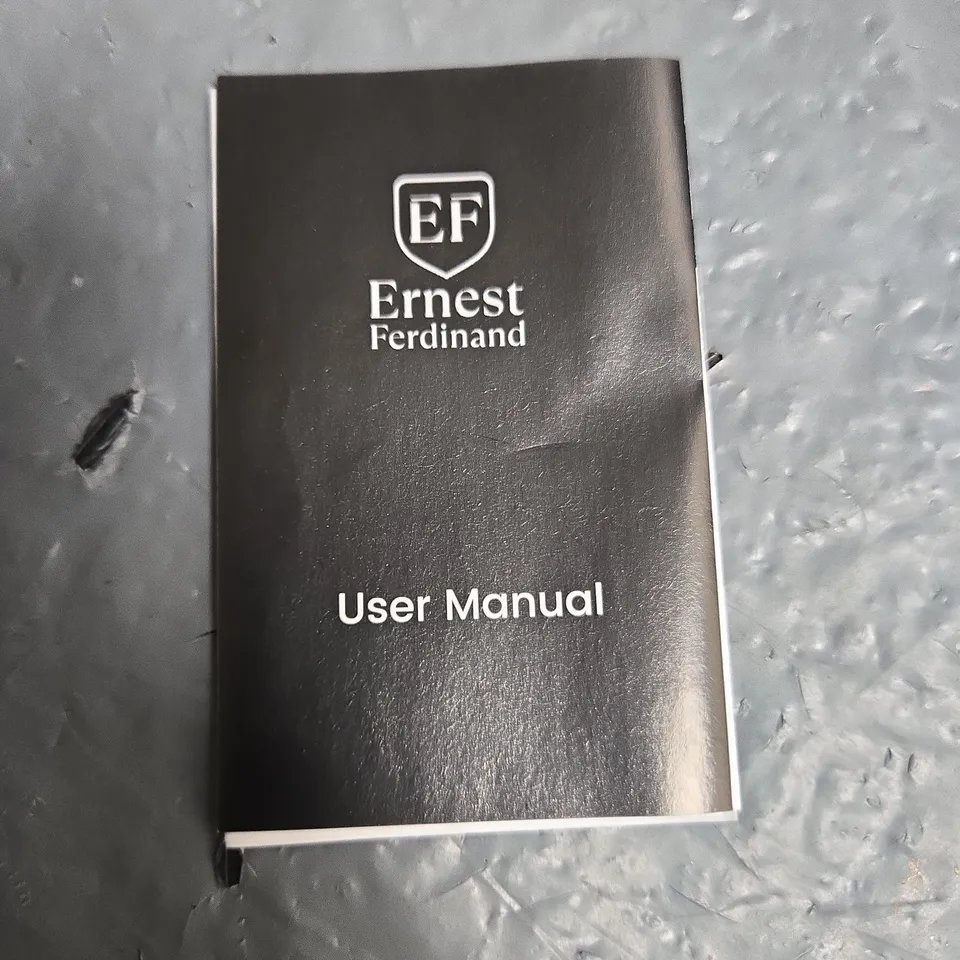 EF
Ernest
Ferdinand
User Manual